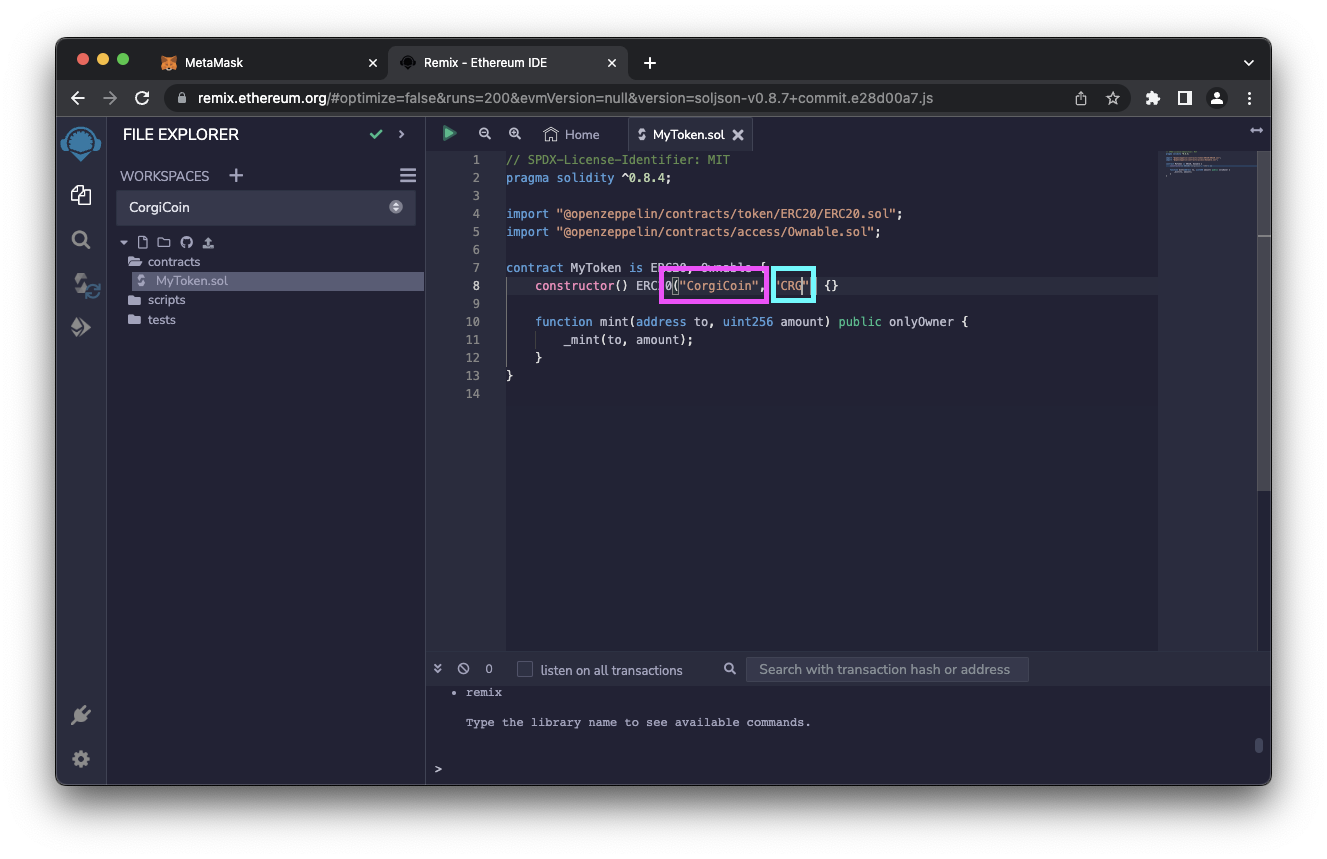 MetaMask
Remix - Ethereum IDE
remix.ethereum.org/#optimize=false&runs=200&evmVersion=null&version=soljson-v0.8.7+commit.e28d00a7.js
FILE EXPLORER
WORKSPACES
CorgiCoin
contracts
MyToken.sol
scripts
tests
Home
MyToken.sol
1 // SPDX-License-Identifier: MIT
2 pragma solidity ^0.8.4;
3
4 import "@openzeppelin/contracts/token/ERC20/ERC20.sol";
5 import "@openzeppelin/contracts/access/Ownable.sol";
6
7 contract MyToken is ERC20, Ownable {
8 constructor() ERC20("CorgiCoin", "CRG") {}
9
10 function mint(address to, uint256 amount) public onlyOwner {
11 _mint(to, amount);
12 }
13 }
14
0 listen on all transactions Search with transaction hash or address
• remix
Type the library name to see available commands.
>